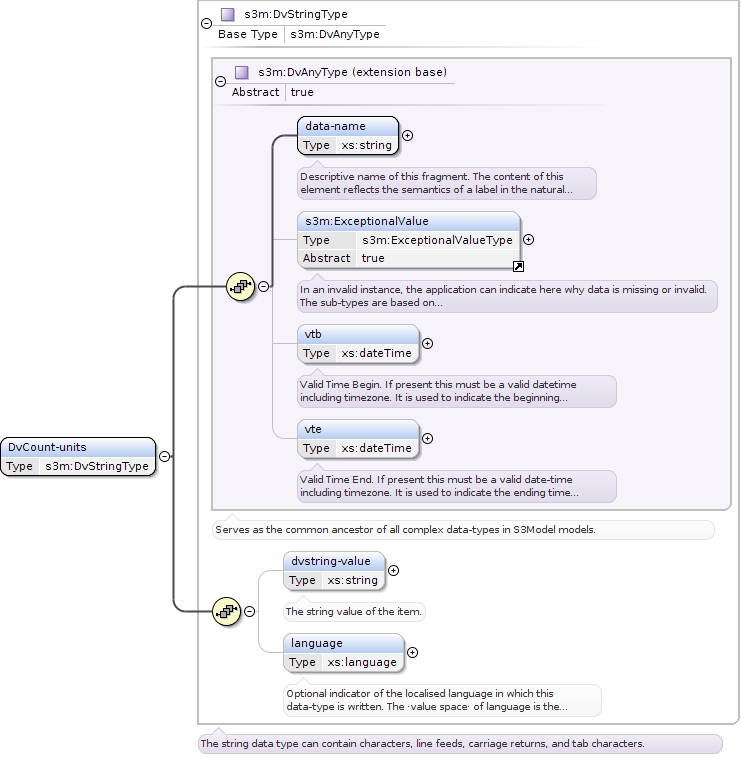 s3m:DvStringType
Base Type s3m:DvAnyType
s3m:DvAnyType (extension base)
Abstract true
data-name
Type xs:string
Descriptive name of this fragment. The content of this
element reflects the semantics of a label in the natural...
s3m:ExceptionalValue
Type s3m:ExceptionalValueType
Abstract true
In an invalid instance, the application can indicate here why data is missing or invalid.
The sub-types are based on...
vtb
Type xs:dateTime
Valid Time Begin. If present this must be a valid datetime
including timezone. It is used to indicate the beginning...
vte
Type xs:dateTime
Valid Time End. If present this must be a valid date-time
including timezone. It is used to indicate the ending time...
DvCount-units
Type s3m:DvStringType
Serves as the common ancestor of all complex data-types in S3Model models.
dvstring-value
Type xs:string
The string value of the item.
language
Type xs:language
Optional indicator of the localised language in which this
data-type is written. The ·value space· of language is the...
The string data type can contain characters, line feeds, carriage returns, and tab characters.